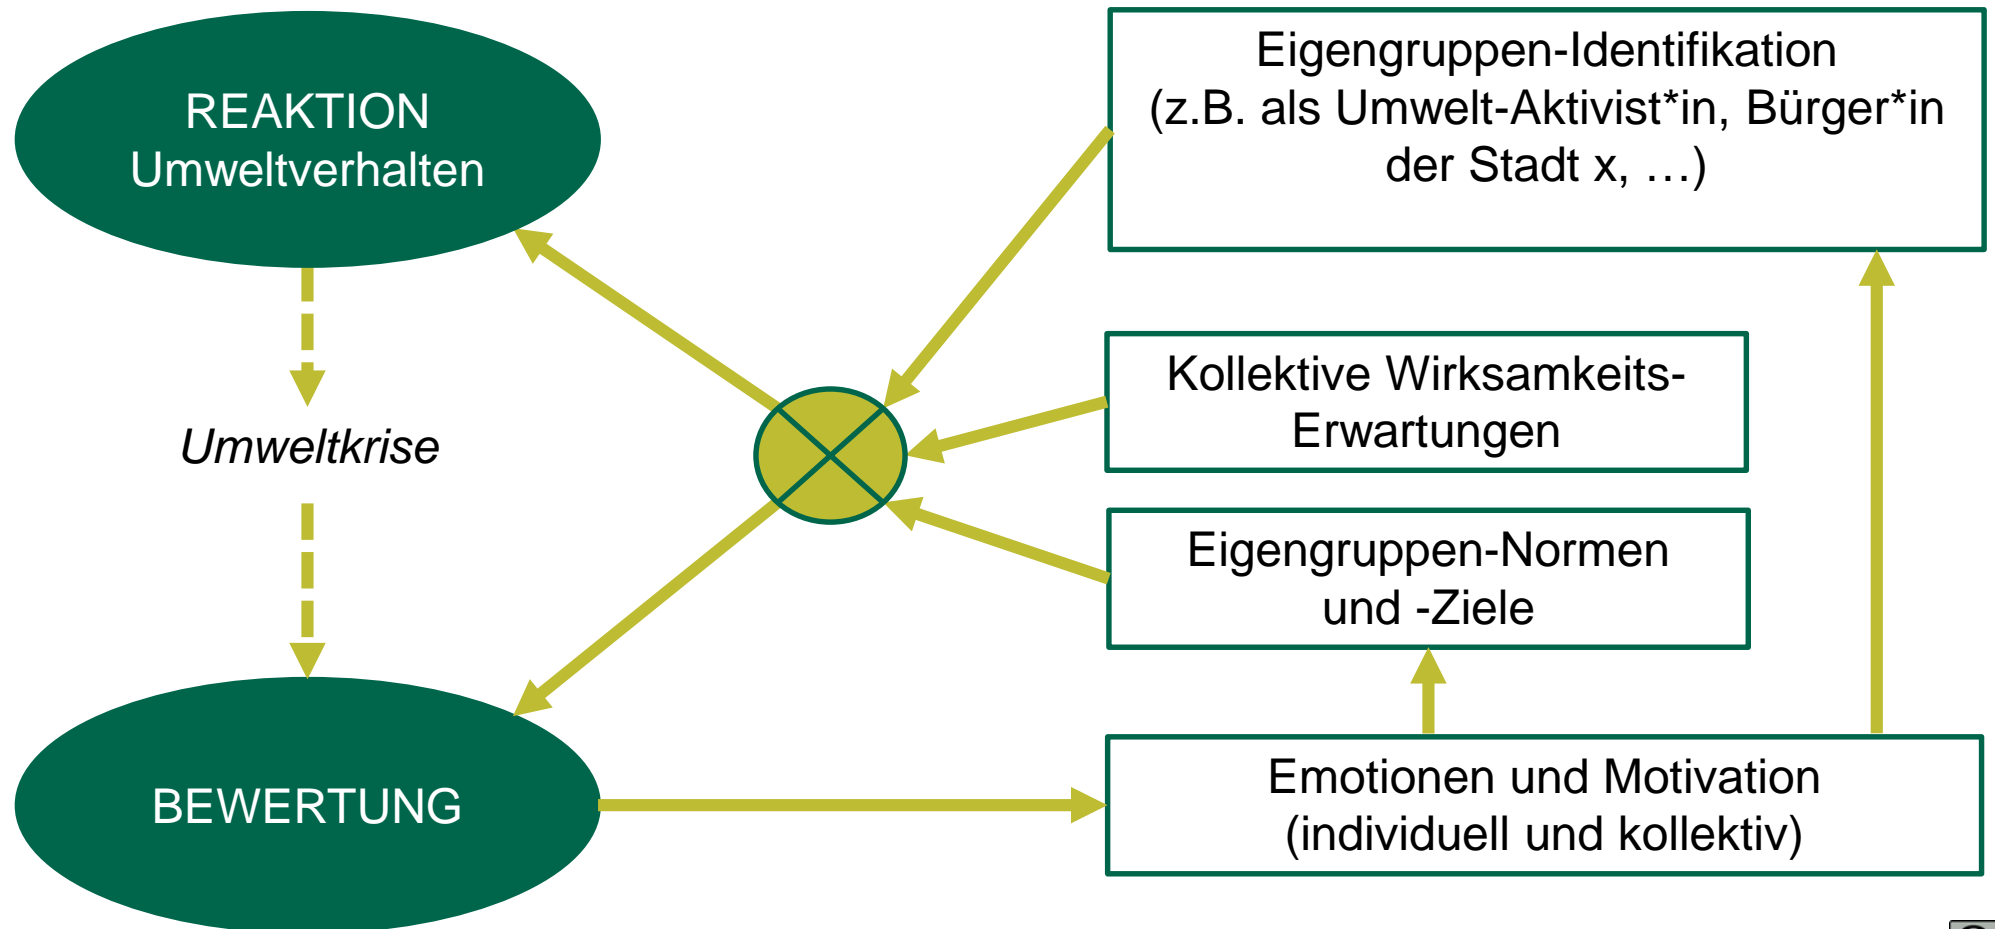 REAKTION
Umweltverhalten
Umweltkrise
BEWERTUNG
Eigengruppen-Identifikation
(z.B. als Umwelt-Aktivist*in, Bürger*in
der Stadt x, …)
Kollektive Wirksamkeits-
Erwartungen
Eigengruppen-Normen
und -Ziele
Emotionen und Motivation
(individuell und kollektiv)